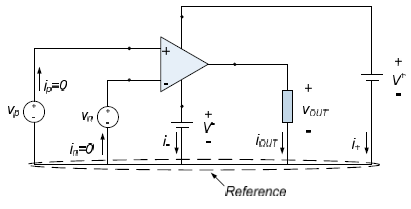 +
-
iₚ=0
vₚ
+
-
vₙ
+
-
iₙ=0
+
V⁻
-
i₋
+
vOUT
-
iOUT
+
V⁺
-
i₊
Reference